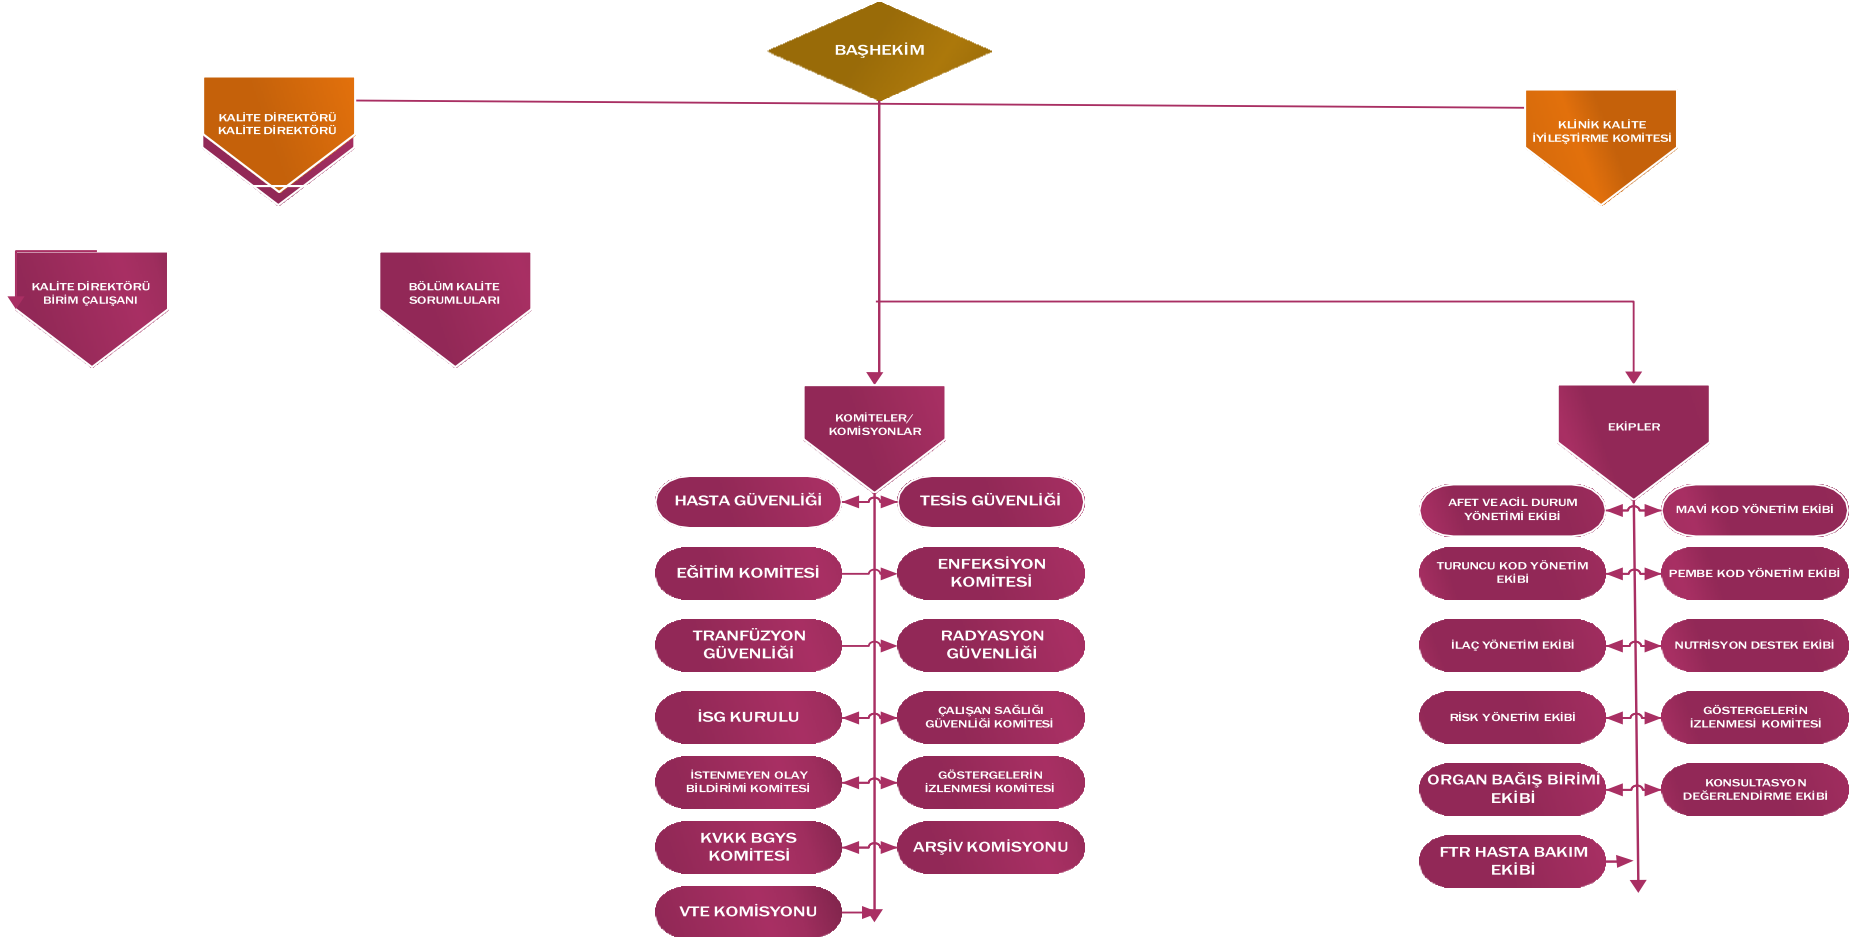 BAŞHEKİM
KALİTE DİREKTÖRÜ
KALİTE DİREKTÖRÜ
KLİNİK KALİTE
İYİLEŞTİRME KOMİTESİ
KALİTE DİREKTÖRÜ
BİRİM ÇALIŞANI
BÖLÜM KALİTE
SORUMLULARI
KOMİTELER/
KOMİSYONLAR
HASTA GÜVENLİĞİ
TESİS GÜVENLİĞİ
EĞİTİM KOMİTESİ
ENFEKSİYON
KOMİTESİ
TRANFÜZYON
GÜVENLİĞİ
RADYASYON
GÜVENLİĞİ
İSG KURULU
ÇALIŞAN SAĞLIĞI
GÜVENLİĞİ KOMİTESİ
İSTENMEYEN OLAY
BİLDİRİMİ KOMİTESİ
GÖSTERGELERİN
İZLENMESİ KOMİTESİ
KVKK BGYS
KOMİTESİ
ARŞİV KOMİSYONU
VTE KOMİSYONU
EKİPLER
AFET VE ACİL DURUM
YÖNETİMİ EKİBİ
MAVİ KOD YÖNETİM EKİBİ
TURUNCU KOD YÖNETİM
EKİBİ
PEMBE KOD YÖNETİM EKİBİ
İLAÇ YÖNETİM EKİBİ
NUTRİSYON DESTEK EKİBİ
RİSK YÖNETİM EKİBİ
GÖSTERGELERİN
İZLENMESİ KOMİTESİ
ORGAN BAĞIŞ BİRİMİ
EKİBİ
KONSULTASYON
DEĞERLENDİRME EKİBİ
FTR HASTA BAKIM
EKİBİ